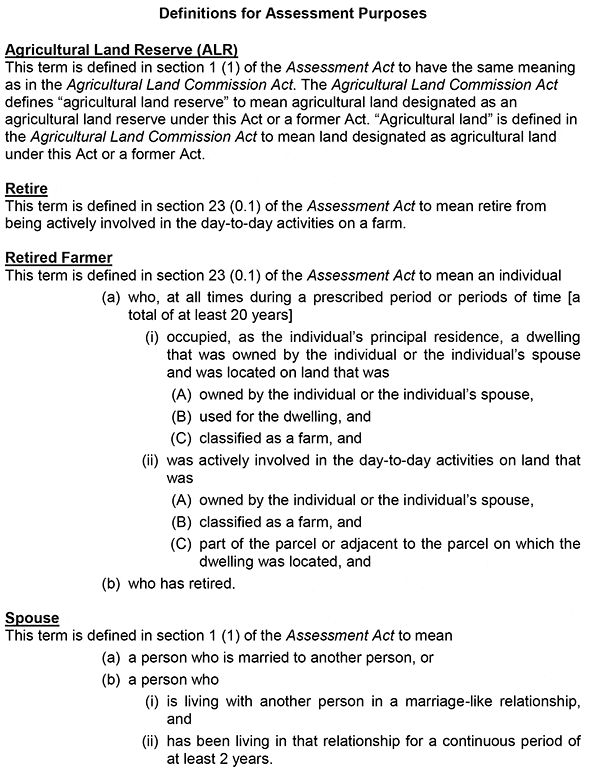 Definitions for Assessment Purposes
Agricultural Land Reserve (ALR)
This term is defined in section 1 (1) of the Assessment Act to have the same meaning
as in the Agricultural Land Commission Act. The Agricultural Land Commission Act
defines “agricultural land reserve” to mean agricultural land designated as an
agricultural land reserve under this Act or a former Act. “Agricultural land” is defined in
the Agricultural Land Commission Act to mean land designated as agricultural land
under this Act or a former Act.
Retire
This term is defined in section 23 (0.1) of the Assessment Act to mean retire from
being actively involved in the day-to-day activities on a farm.
Retired Farmer
This term is defined in section 23 (0.1) of the Assessment Act to mean an individual
(a) who, at all times during a prescribed period or periods of time [a
total of at least 20 years]
(i) occupied, as the individual’s principal residence, a dwelling
that was owned by the individual or the individual’s spouse
and was located on land that was
(A) owned by the individual or the individual’s spouse,
(B) used for the dwelling, and
(C) classified as a farm, and
(ii) was actively involved in the day-to-day activities on land that
was
(A) owned by the individual or the individual’s spouse,
(B) classified as a farm, and
(C) part of the parcel or adjacent to the parcel on which the
dwelling was located, and
(b) who has retired.
Spouse
This term is defined in section 1 (1) of the Assessment Act to mean
(a) a person who is married to another person, or
(b) a person who
(i) is living with another person in a marriage-like relationship,
and
(ii) has been living in that relationship for a continuous period of
at least 2 years.